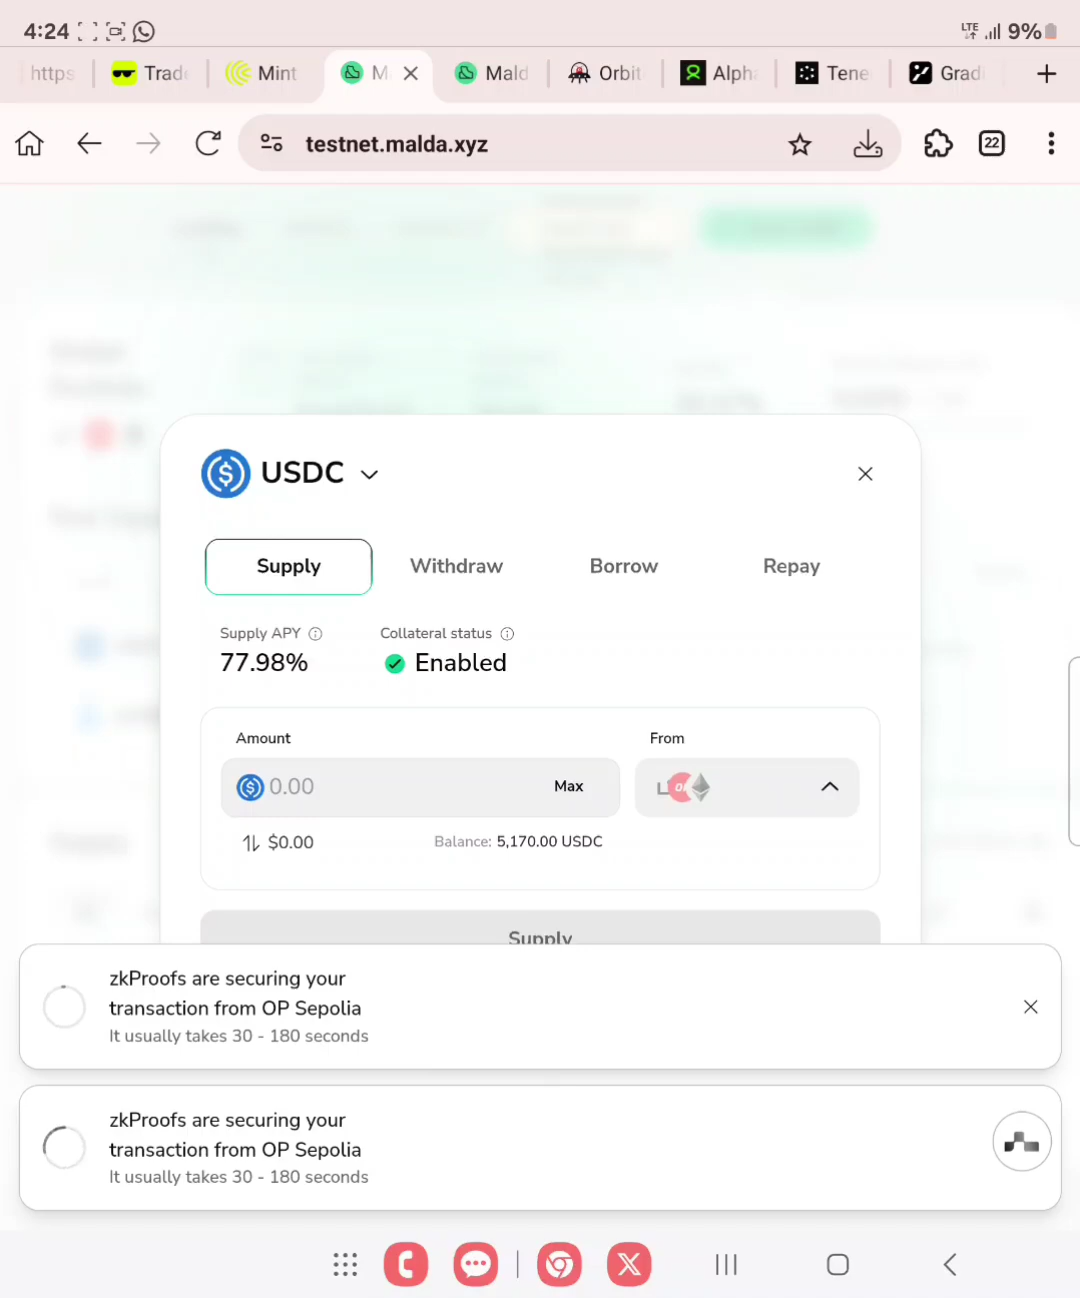 4:24
LTE 9%
https
Trad
Mint
M
Mald
Orbit
Alpha
Tene
Gradi
testnet.malda.xyz
22
USDC
Supply Withdraw Borrow Repay
Supply APY Collateral status
77.98% Enabled
Amount From
0.00 Max
$0.00 Balance: 5,170.00 USDC
Supply
zkProofs are securing your
transaction from OP Sepolia
It usually takes 30 - 180 seconds
zkProofs are securing your
transaction from OP Sepolia
It usually takes 30 - 180 seconds